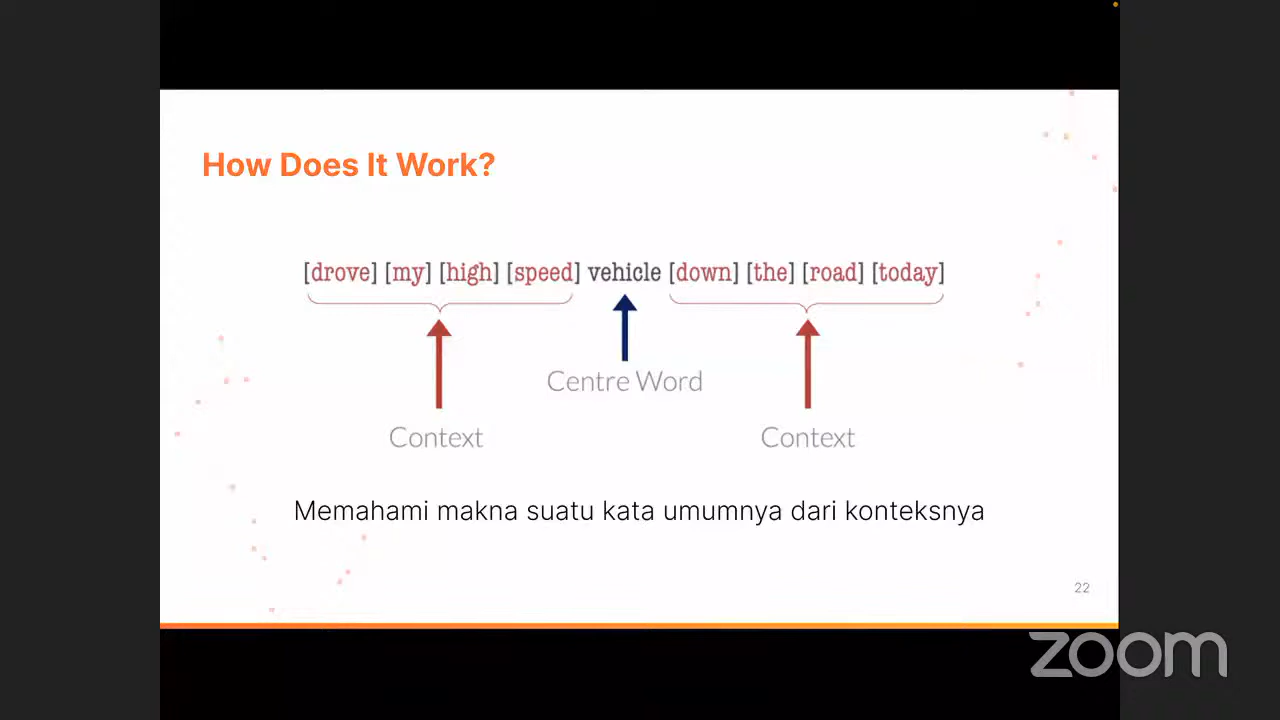 How Does It Work?
[drove] [my] [high] [speed] vehicle [down] [the] [road] [today]
Centre Word
Context
Context
Memahami makna suatu kata umumnya dari konteksnya
22
zoom